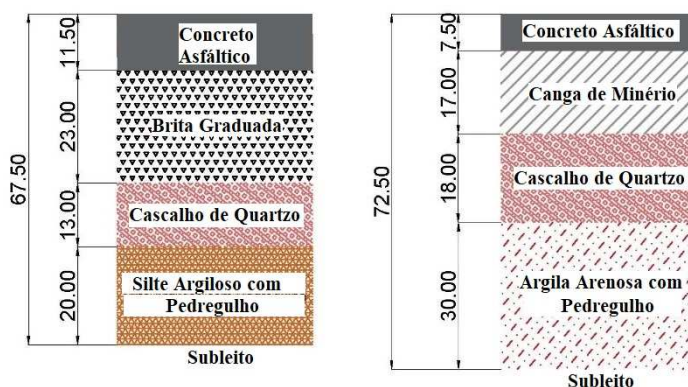 67.50
11.50
23.00
13.00
20.00
Concreto
Asfáltico
Brita Graduada
Cascalho de Quartzo
Silte Argiloso com
Pedregulho
Subleito
72.50
7.50
17.00
18.00
30.00
Concreto Asfáltico
Canga de Minério
Cascalho de Quartzo
Argila Arenosa com
Pedregulho
Subleito